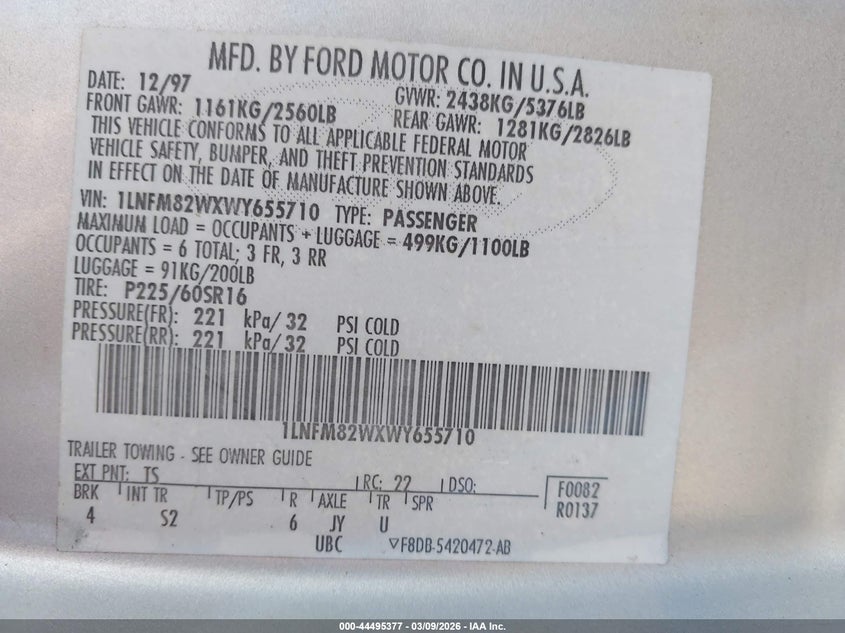 MFD. BY FORD MOTOR CO. IN U.S.A.
DATE: 12/97 GVWR: 2438KG/5376LB
FRONT GAWR: 1161KG/2560LB REAR GAWR: 1281KG/2826LB
THIS VEHICLE CONFORMS TO ALL APPLICABLE FEDERAL MOTOR
VEHICLE SAFETY, BUMPER, AND THEFT PREVENTION STANDARDS
IN EFFECT ON THE DATE OF MANUFACTURE SHOWN ABOVE.
VIN: 1LNFM82WXWY655710 TYPE: PASSENGER
MAXIMUM LOAD = OCCUPANTS + LUGGAGE = 499KG/1100LB
OCCUPANTS = 6 TOTAL; 3 FR, 3 RR
LUGGAGE = 91KG/200LB
TIRE: P225/60SR16
PRESSURE(FR): 221 kPa/32 PSI COLD
PRESSURE(RR): 221 kPa/32 PSI COLD
1LNFM82WXWY655710
TRAILER TOWING - SEE OWNER GUIDE
EXT PNT: TS RC: 22 DSO:
BRK INT TR TP/PS R AXLE TR SPR
4 S2 6 JY U
UBC
F0082
R0137
▽F8DB-5420472-AB
000-44495377 - 03/09/2026 - IAA Inc.